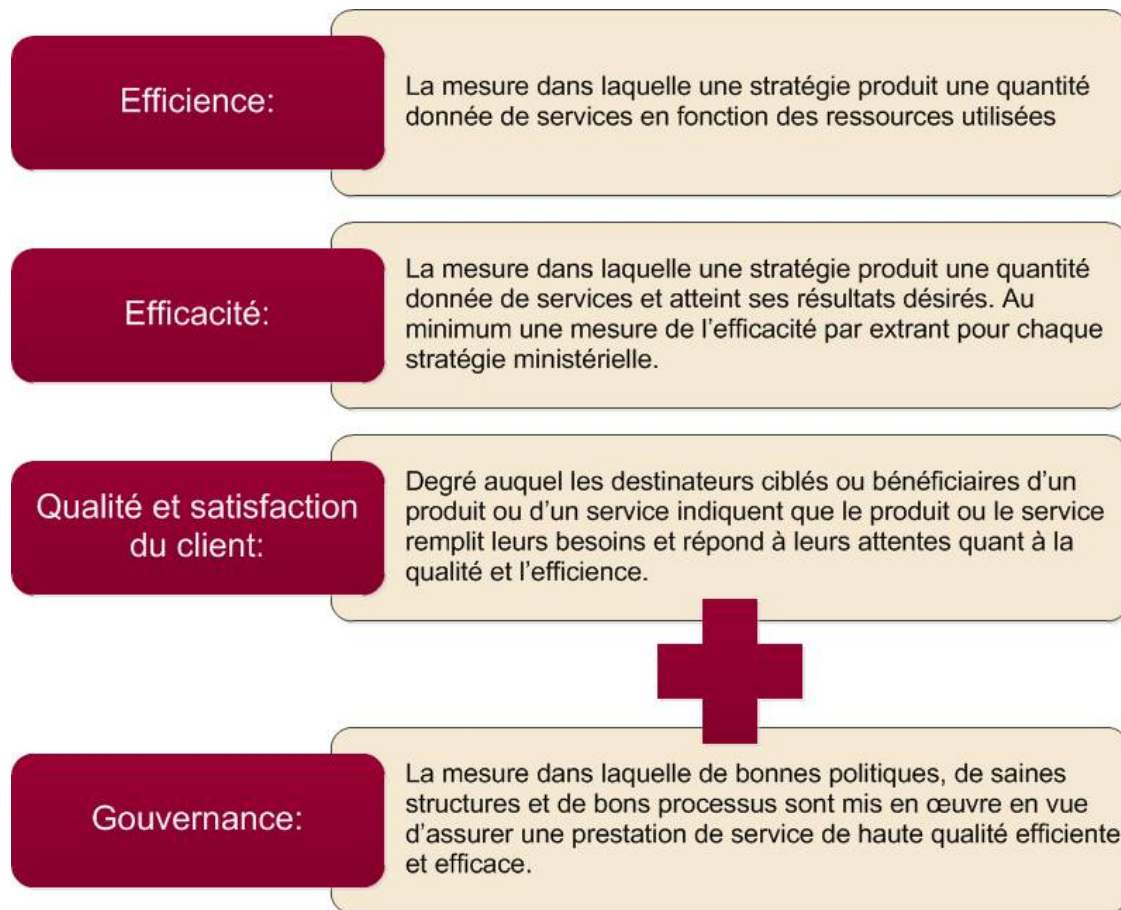 Efficience:
La mesure dans laquelle une stratégie produit une quantité
donnée de services en fonction des ressources utilisées
Efficacité:
La mesure dans laquelle une stratégie produit une quantité
donnée de services et atteint ses résultats désirés. Au
minimum une mesure de l’efficacité par extrant pour chaque
stratégie ministérielle.
Qualité et satisfaction
du client:
Degré auquel les destinateurs ciblés ou bénéficiaires d’un
produit ou d’un service indiquent que le produit ou le service
remplit leurs besoins et répond à leurs attentes quant à la
qualité et l’efficience.
Gouvernance:
La mesure dans laquelle de bonnes politiques, de saines
structures et de bons processus sont mis en œuvre en vue
d’assurer une prestation de service de haute qualité efficiente
et efficace.